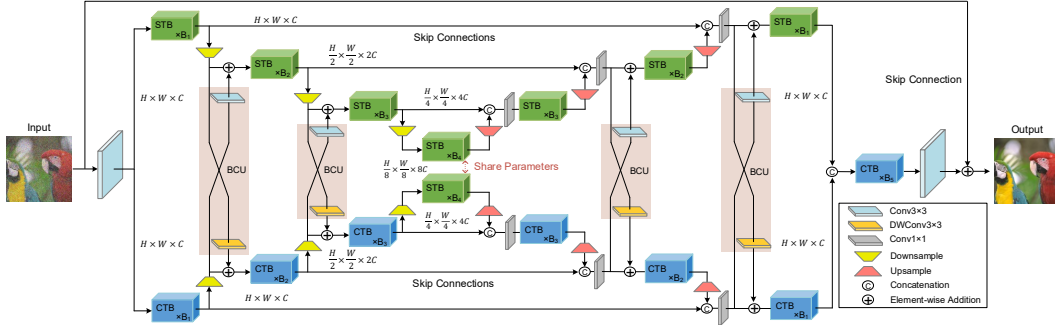 STB
×B₁
H × W × C
Skip Connections
STB
×B₁
STB
×B₂
H/2 × W/2 × 2C
STB
×B₂
H × W × C
H × W × C
Skip Connection
STB
×B₃
H/4 × W/4 × 4C
STB
×B₃
STB
×B₄
Input
Output
BCU
BCU
BCU
BCU
H/8 × W/8 × 8C
Share Parameters
CTB
×B₅
STB
×B₄
H/4 × W/4 × 4C
CTB
×B₃
CTB
×B₃
H × W × C
H × W × C
CTB
×B₂
H/2 × W/2 × 2C
CTB
×B₂
Skip Connections
H × W × C
CTB
×B₁
CTB
×B₁
C
C
C
C
C
C
C
Conv3×3
DWConv3×3
Conv1×1
Downsample
Upsample
C Concatenation
Element-wise Addition